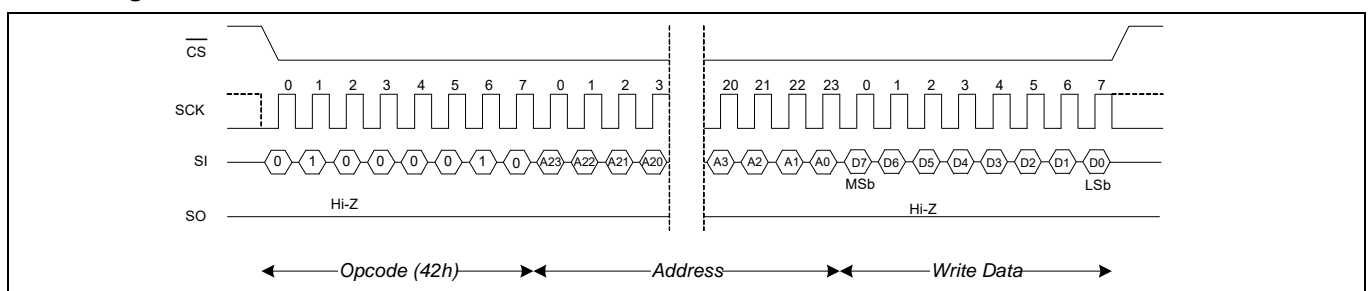 CS
0 1 2 3 4 5 6 7 0 1 2 3 20 21 22 23 0 1 2 3 4 5 6 7
SCK
SI 0 1 0 0 0 0 1 0 A23 A22 A21 A20 A3 A2 A1 A0 D7 D6 D5 D4 D3 D2 D1 D0
MSb LSb
Hi-Z Hi-Z
SO
Opcode (42h) Address Write Data